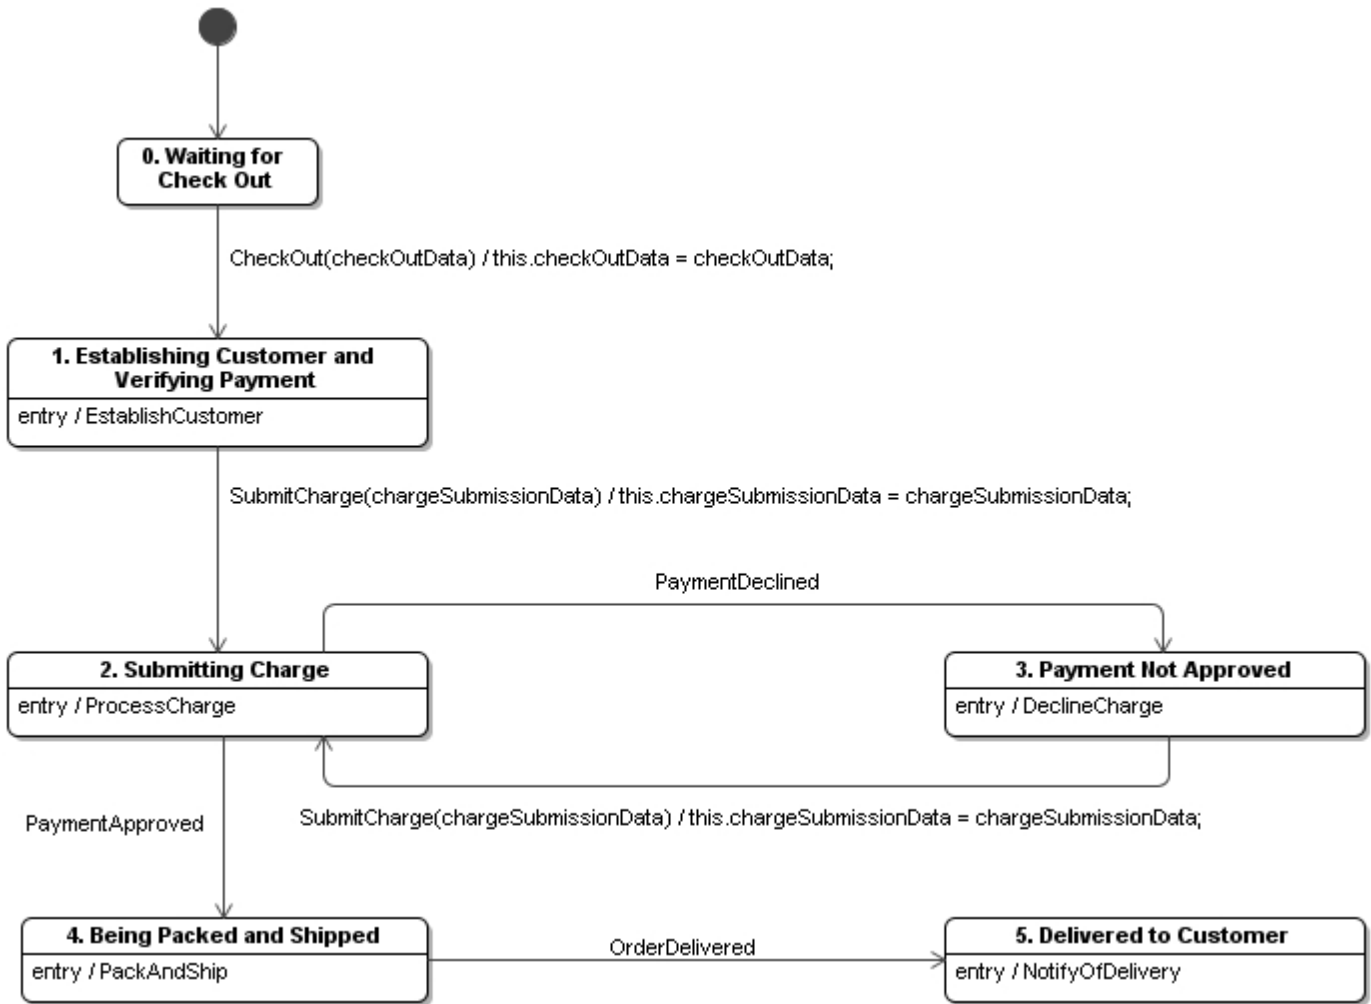 0. Waiting for
Check Out
CheckOut(checkOutData) / this.checkOutData = checkOutData;
1. Establishing Customer and
Verifying Payment
entry / EstablishCustomer
SubmitCharge(chargeSubmissionData) / this.chargeSubmissionData = chargeSubmissionData;
PaymentDeclined
2. Submitting Charge
entry / ProcessCharge
3. Payment Not Approved
entry / DeclineCharge
SubmitCharge(chargeSubmissionData) / this.chargeSubmissionData = chargeSubmissionData;
PaymentApproved
4. Being Packed and Shipped
entry / PackAndShip
OrderDelivered
5. Delivered to Customer
entry / NotifyOfDelivery